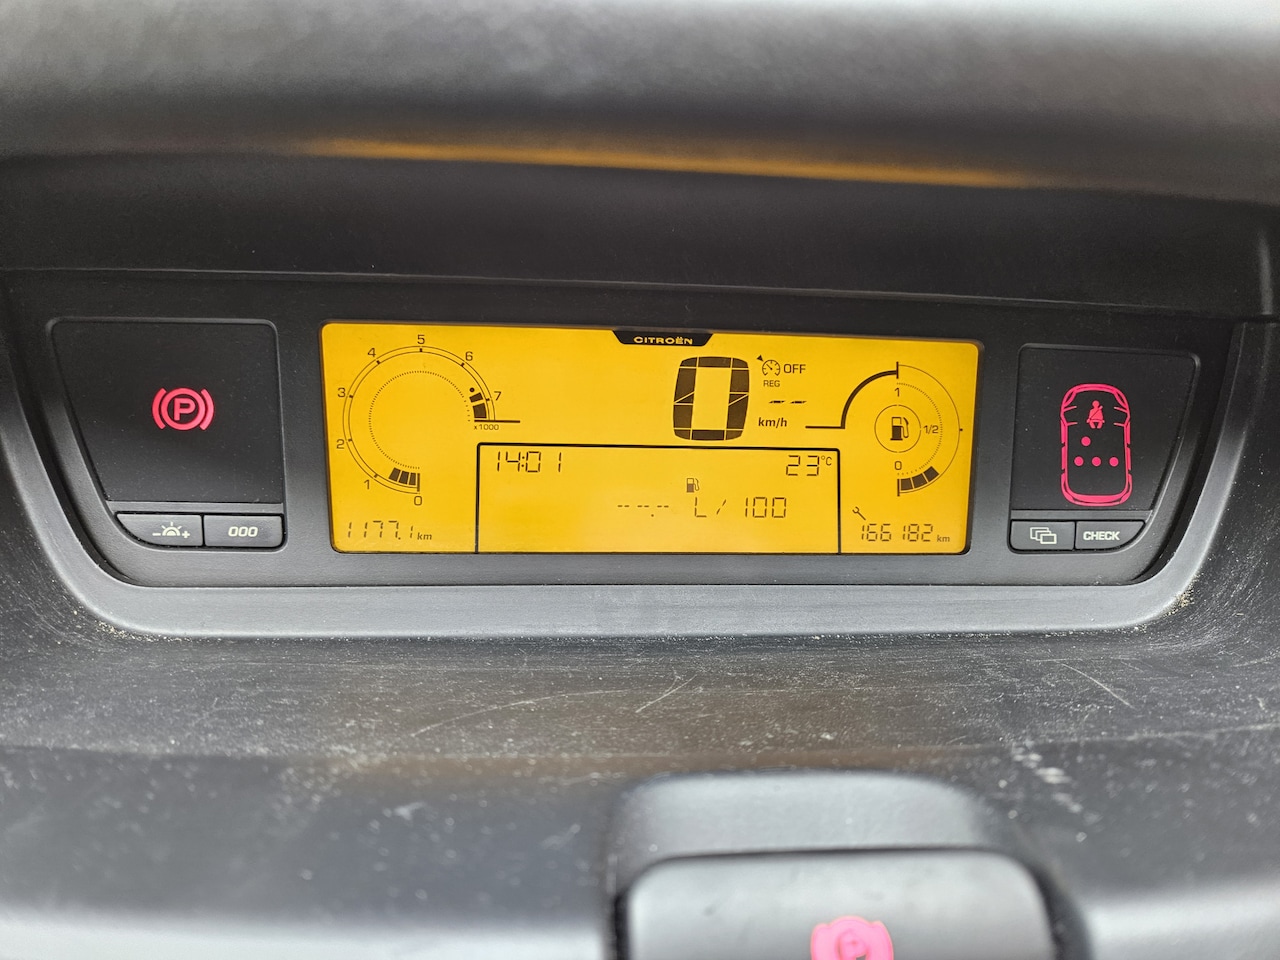 CITROËN
5
4
6
3
7
x1000
2
1
0
0
km/h
OFF
REG
-- --
1
1/2
0
14:01
23°C
--.- L/100
1177.1 km
166182 km
P
- +
000
CHECK
P